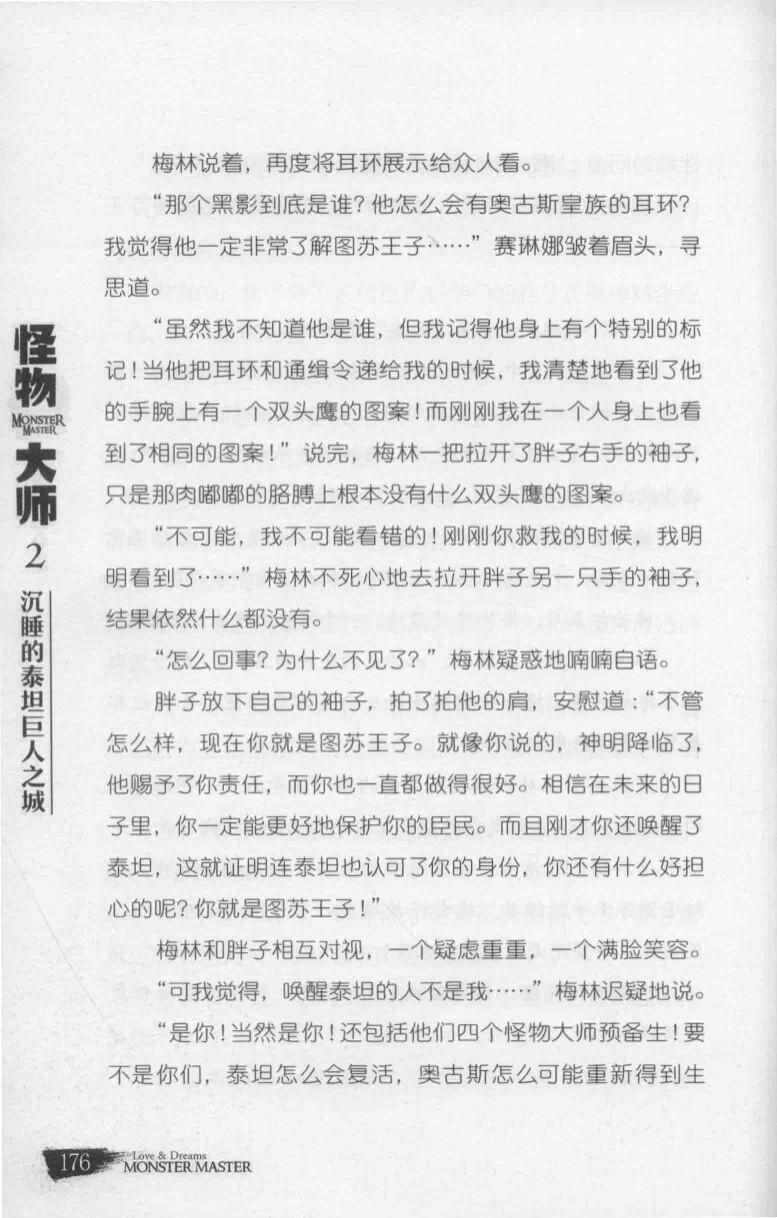 梅林说着，再度将耳环展示给众人看。
“那个黑影到底是谁？他怎么会有奥古斯皇族的耳环？
我觉得他一定非常了解图苏王子……”赛琳娜皱着眉头，寻
思道。
“虽然我不知道他是谁，但我记得他身上有个特别的标
记！当他把耳环和通缉令递给我的时候，我清楚地看到了他
的手腕上有一个双头鹰的图案！而刚刚我在一个人身上也看
到了相同的图案！”说完，梅林一把拉开了胖子右手的袖子，
只是那肉嘟嘟的胳膊上根本没有什么双头鹰的图案。
“不可能，我不可能看错的！刚刚你救我的时候，我明
明看到了……”梅林不死心地去拉开胖子另一只手的袖子，
结果依然什么都没有。
“怎么回事？为什么不见了？”梅林疑惑地喃喃自语。
胖子放下自己的袖子，拍了拍他的肩，安慰道：“不管
怎么样，现在你就是图苏王子。就像你说的，神明降临了，
他赐予了你责任，而你也一直都做得很好。相信在未来的日
子里，你一定能更好地保护你的臣民。而且刚才你还唤醒了
泰坦，这就证明连泰坦也认可了你的身份，你还有什么好担
心的呢？你就是图苏王子！”
梅林和胖子相互对视，一个疑虑重重，一个满脸笑容。
“可我觉得，唤醒泰坦的人不是我……”梅林迟疑地说。
“是你！当然是你！还包括他们四个怪物大师预备生！要
不是你们，泰坦怎么会复活，奥古斯怎么可能重新得到生
怪物
MONSTER
MASTER
大师
2
沉睡的泰坦巨人之城
176
Love & Dreams
MONSTER MASTER